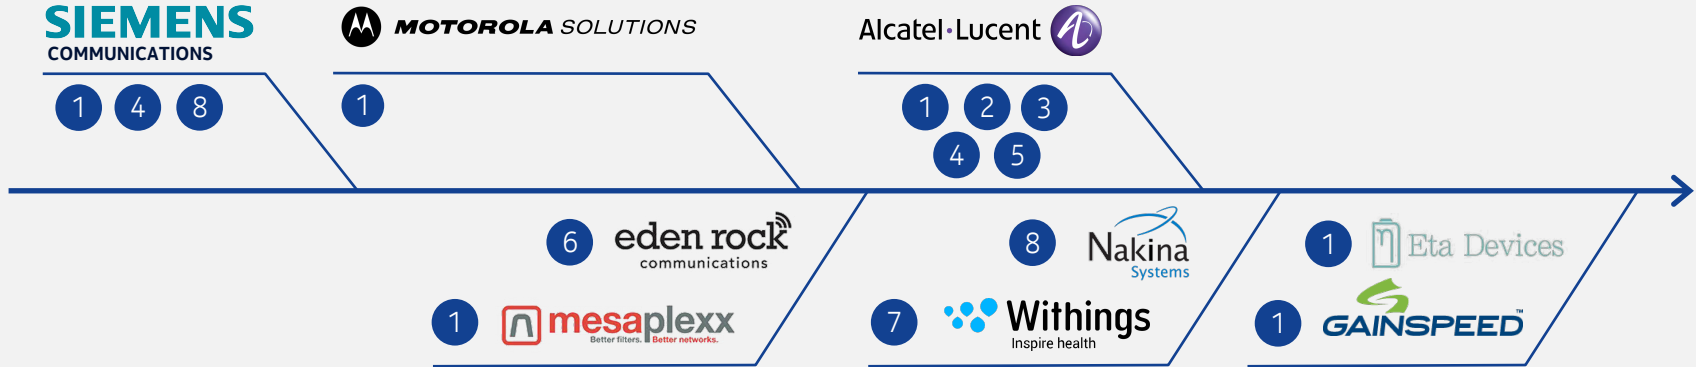 SIEMENS
COMMUNICATIONS
1 4 8
MOTOROLA SOLUTIONS
1
Alcatel·Lucent
1 2 3
4 5
6 eden rock
communications
1 mesaplexx
Better filters. Better networks.
8 Nakina
Systems
7 Withings
Inspire health
1 η Eta Devices
1 GAINSPEED™